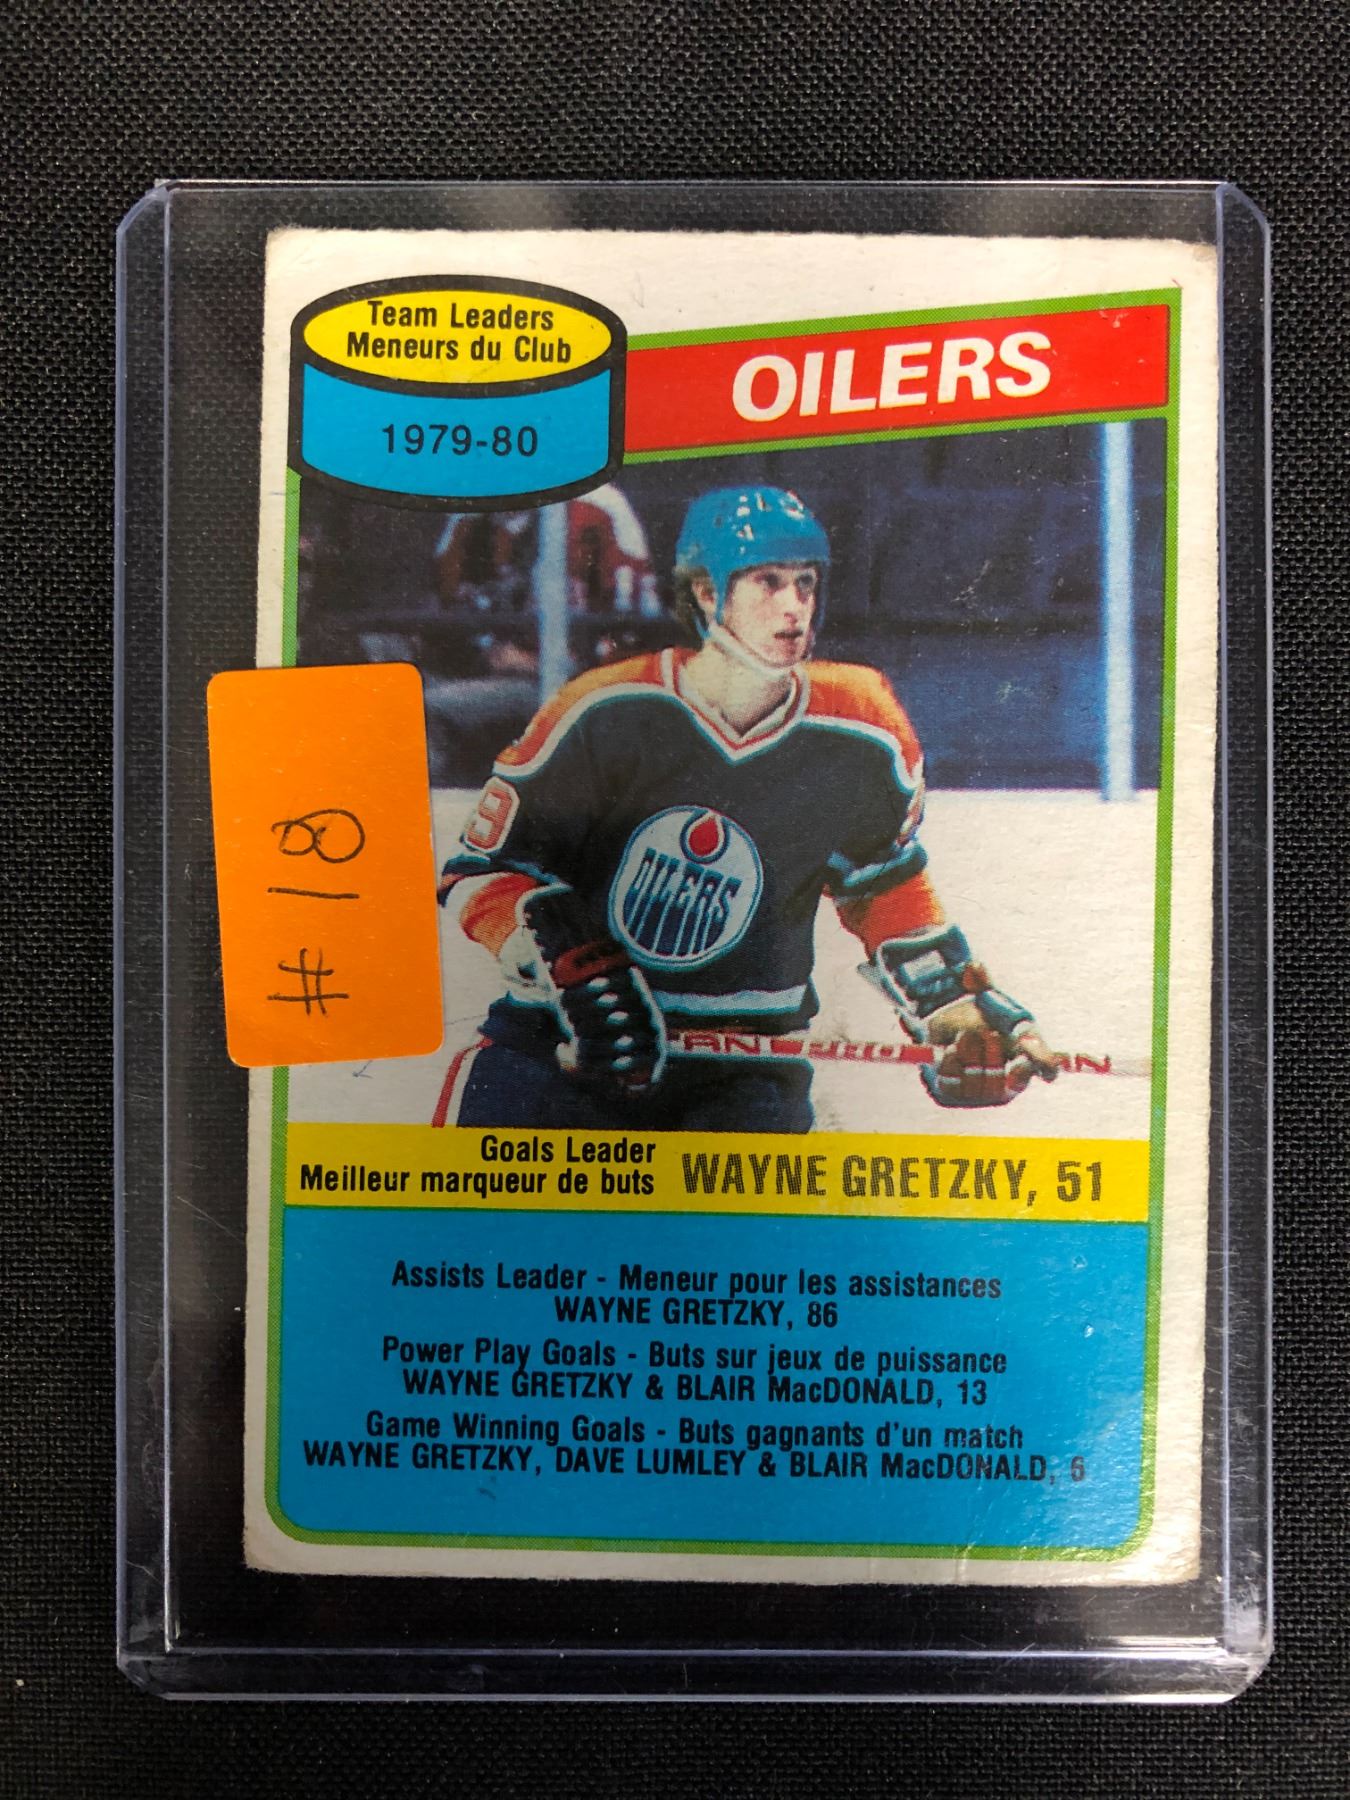 Team Leaders
Meneurs du Club
1979-80
OILERS
9
OILERS
# 18
Goals Leader
Meilleur marqueur de buts
WAYNE GRETZKY, 51
Assists Leader - Meneur pour les assistances
WAYNE GRETZKY, 86
Power Play Goals - Buts sur jeux de puissance
WAYNE GRETZKY & BLAIR MacDONALD, 13
Game Winning Goals - Buts gagnants d'un match
WAYNE GRETZKY, DAVE LUMLEY & BLAIR MacDONALD, 6